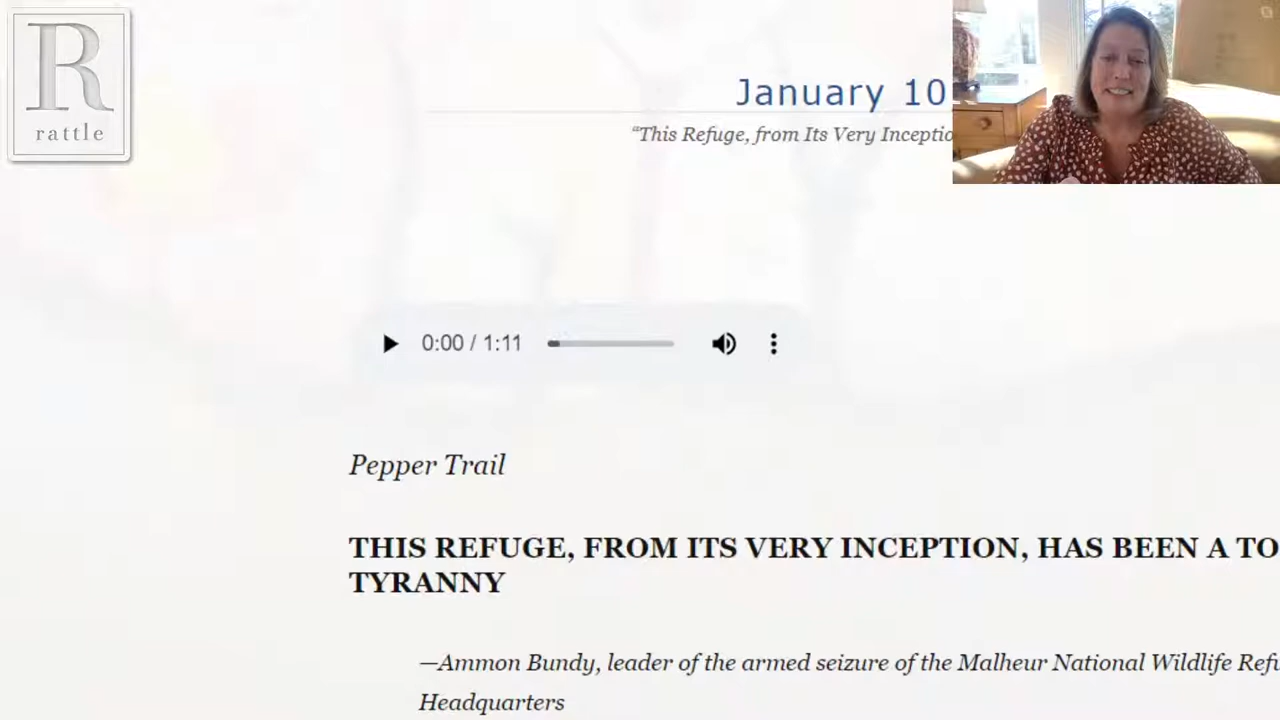 R
rattle
January 10
“This Refuge, from Its Very Inceptio
0:00 / 1:11
Pepper Trail
THIS REFUGE, FROM ITS VERY INCEPTION, HAS BEEN A TO
TYRANNY
—Ammon Bundy, leader of the armed seizure of the Malheur National Wildlife Refu
Headquarters